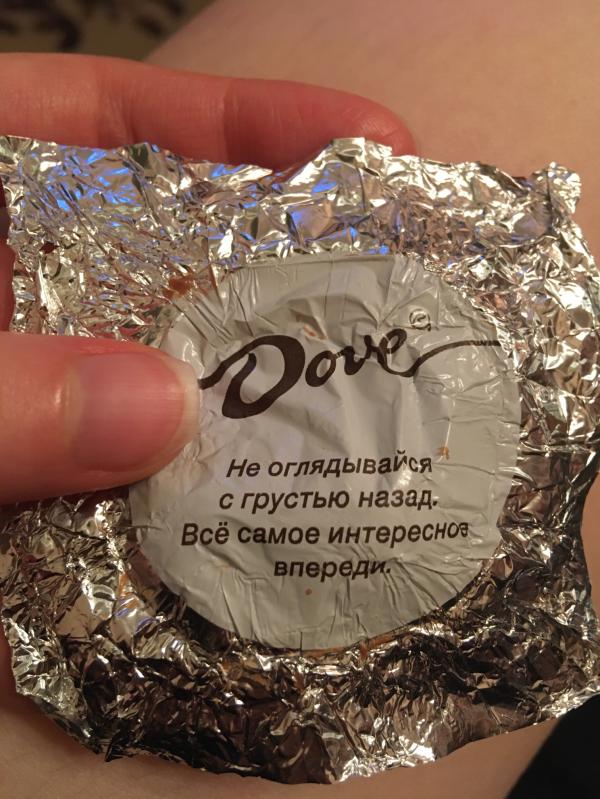 Dove®
Не оглядывайся
с грустью назад.
Всё самое интересное
впереди.